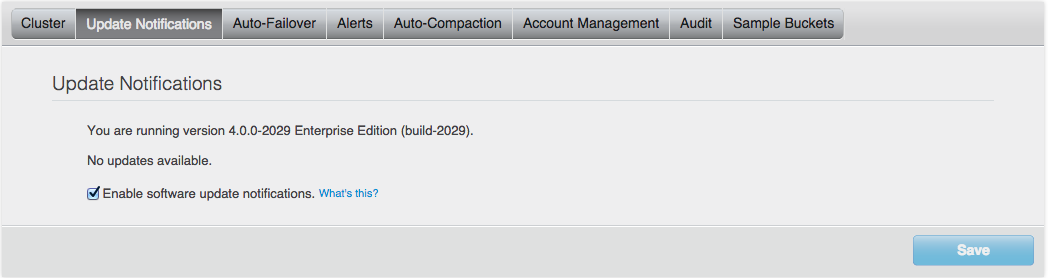 Cluster Update Notifications Auto-Failover Alerts Auto-Compaction Account Management Audit Sample Buckets
Update Notifications
You are running version 4.0.0-2029 Enterprise Edition (build-2029).
No updates available.
Enable software update notifications. What's this?
Save